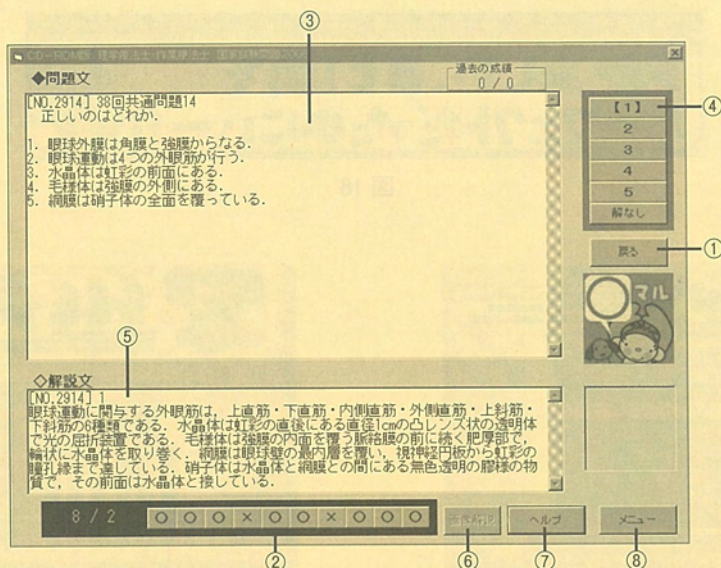 ③
CD-ROM版 理学療法士・作業療法士 国家試験問題
◆問題文
過去の成績
0 / 0
[NO.2914] 38回共通問題14
正しいのはどれか.
1. 眼球外膜は角膜と強膜からなる.
2. 眼球運動は4つの外眼筋が行う.
3. 水晶体は虹彩の前面にある.
4. 毛様体は強膜の外側にある.
5. 網膜は硝子体の全面を覆っている.
【1】
④
2
3
4
5
解なし
戻る
①
マル
⑤
◇解説文
[NO.2914] 1
眼球運動に関与する外眼筋は，上直筋・下直筋・内側直筋・外側直筋・上斜筋・
下斜筋の6種類である．水晶体は虹彩の直後にある直径1cmの凸レンズ状の透明体
で光の屈折装置である．毛様体は強膜の内面を覆う脈絡膜の前に続く肥厚部で，
輪状に水晶体を取り巻く．網膜は眼球壁の最内層を覆い，視神経円板から虹彩の
瞳孔縁まで達している．硝子体は水晶体と網膜との間にある無色透明の膠様の物
質で，その前面は水晶体と接している．
8 / 2
○ ○ ○ × ○ ○ × ○ ○ ○
画像解説
ヘルプ
メニュー
② ⑥ ⑦ ⑧